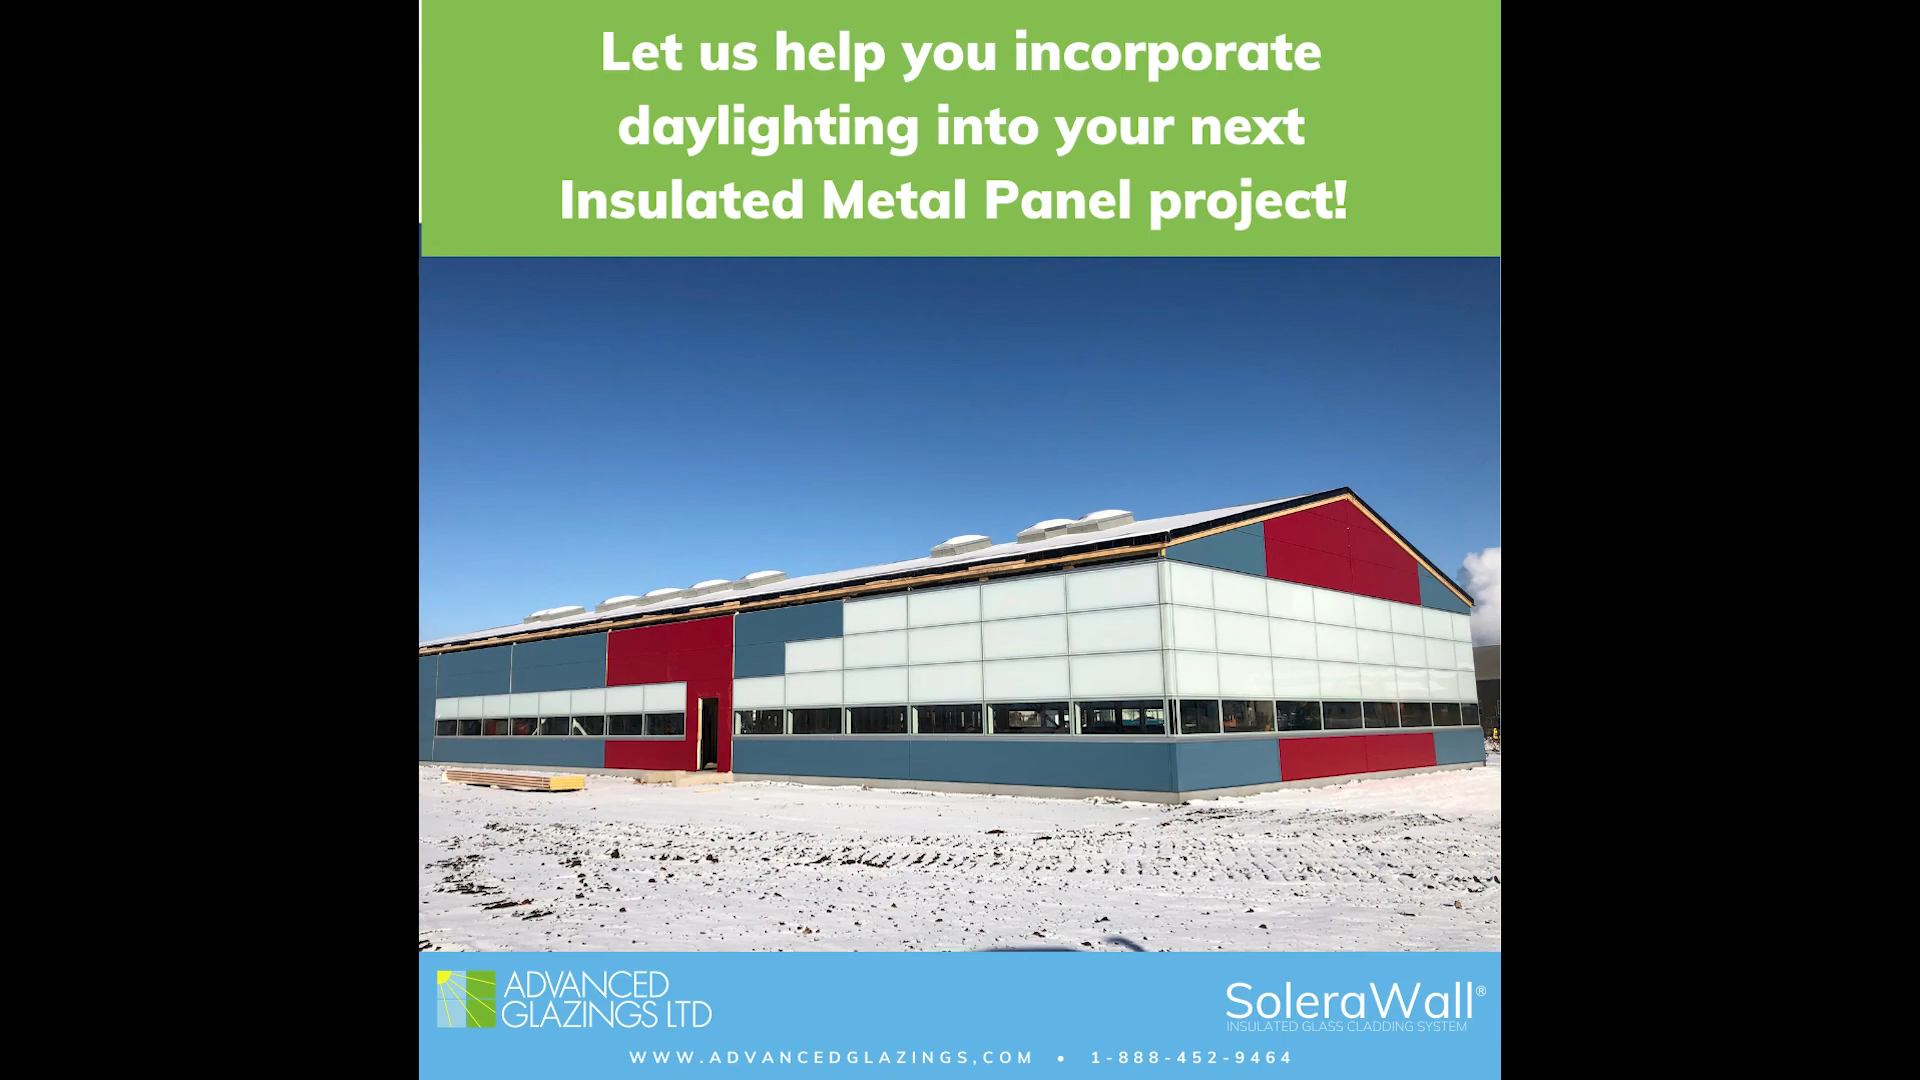 Let us help you incorporate
daylighting into your next
Insulated Metal Panel project!
ADVANCED
GLAZINGS LTD
SoleraWall®
INSULATED GLASS CLADDING SYSTEM
WWW.ADVANCEDGLAZINGS,COM • 1-888-452-9464